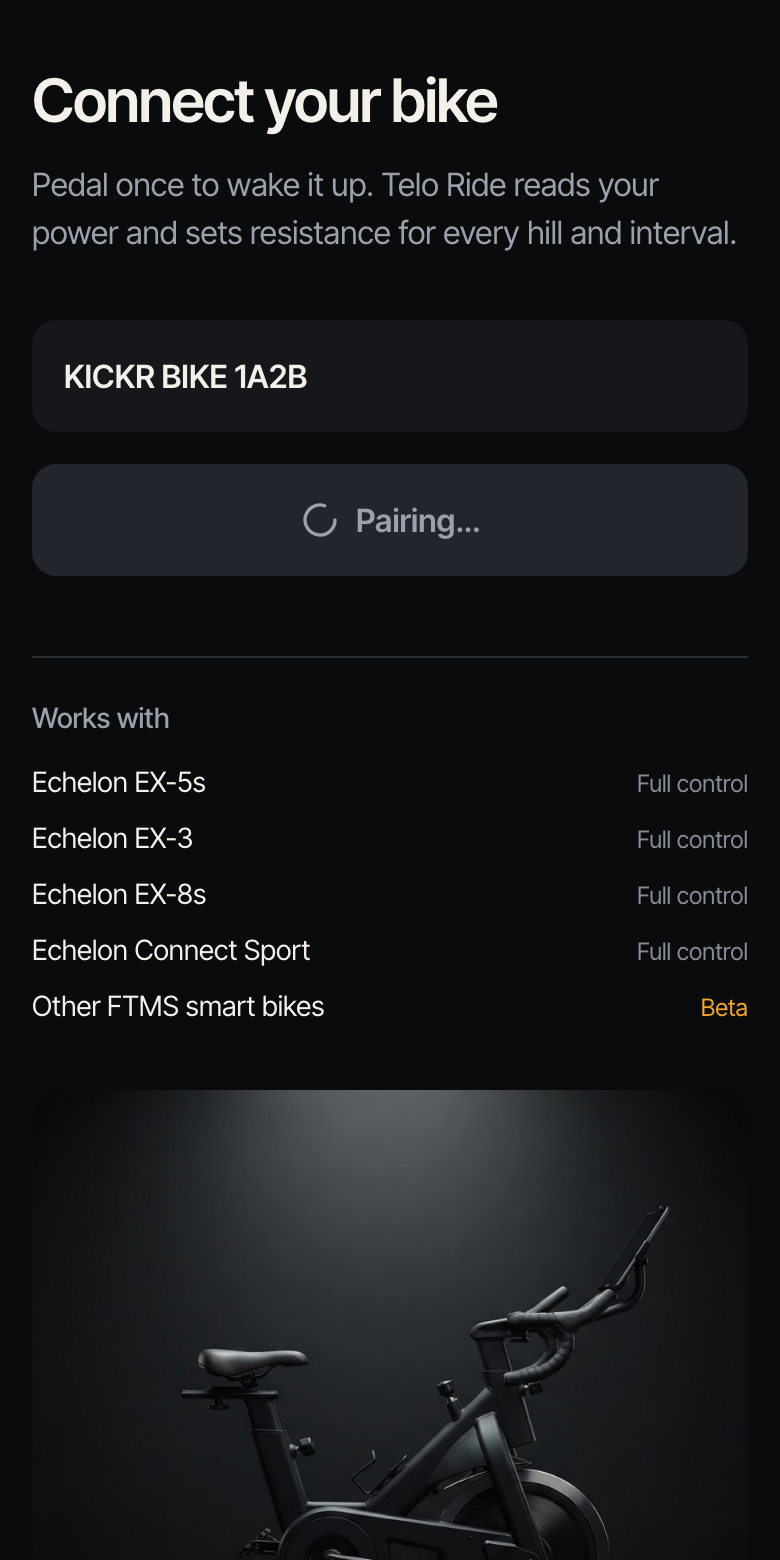 Connect your bike
Pedal once to wake it up. Telo Ride reads your
power and sets resistance for every hill and interval.
KICKR BIKE 1A2B
Pairing...
Works with
Echelon EX-5s
Full control
Echelon EX-3
Full control
Echelon EX-8s
Full control
Echelon Connect Sport
Full control
Other FTMS smart bikes
Beta